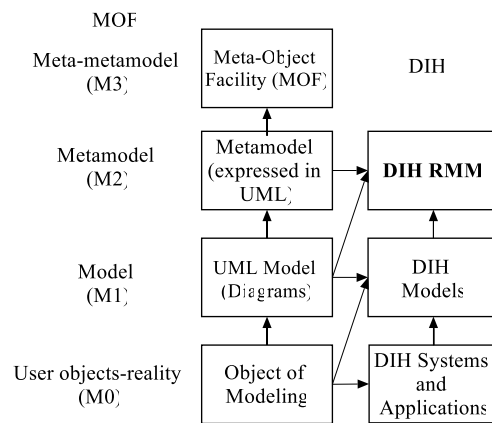 MOF
Meta-metamodel
(M3)
Meta-Object
Facility (MOF)
DIH
Metamodel
(M2)
Metamodel
(expressed in
UML)
DIH RMM
Model
(M1)
UML Model
(Diagrams)
DIH
Models
User objects-reality
(M0)
Object of
Modeling
DIH Systems
and
Applications